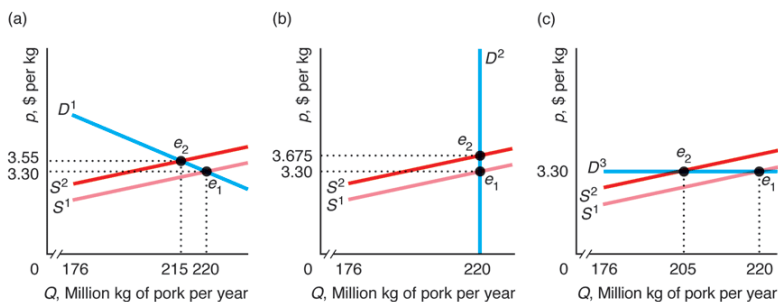 (a)
p, $ per kg
D¹
e₂
3.55
3.30
e₁
S²
S¹
0
176
215 220
Q, Million kg of pork per year
(b)
p, $ per kg
D²
e₂
3.675
3.30
e₁
S²
S¹
0
176
220
Q, Million kg of pork per year
(c)
p, $ per kg
3.30
D³
e₂
e₁
S²
S¹
0
176
205
220
Q, Million kg of pork per year